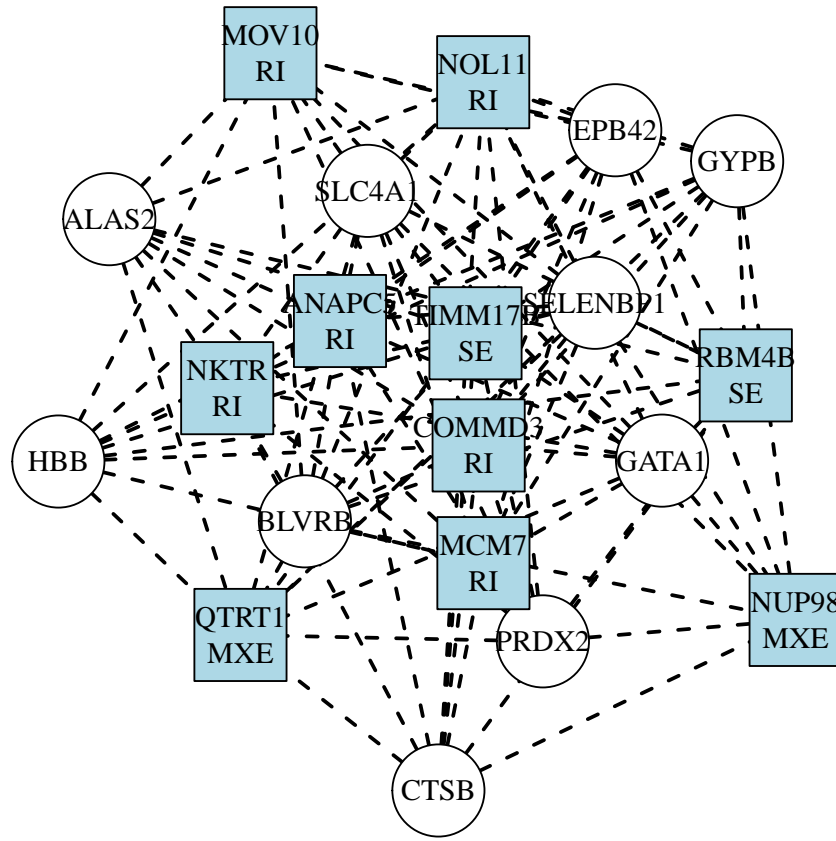 MOV10
RI
NOL11
RI
EPB42
GYPB
SLC4A1
ALAS2
ANAPC5
RI
TIMM17B
SE
SELENBP1
NKTR
RI
RBM4B
SE
COMMD3
RI
HBB
GATA1
BLVRB
MCM7
RI
QTRT1
MXE
NUP98
MXE
PRDX2
CTSB